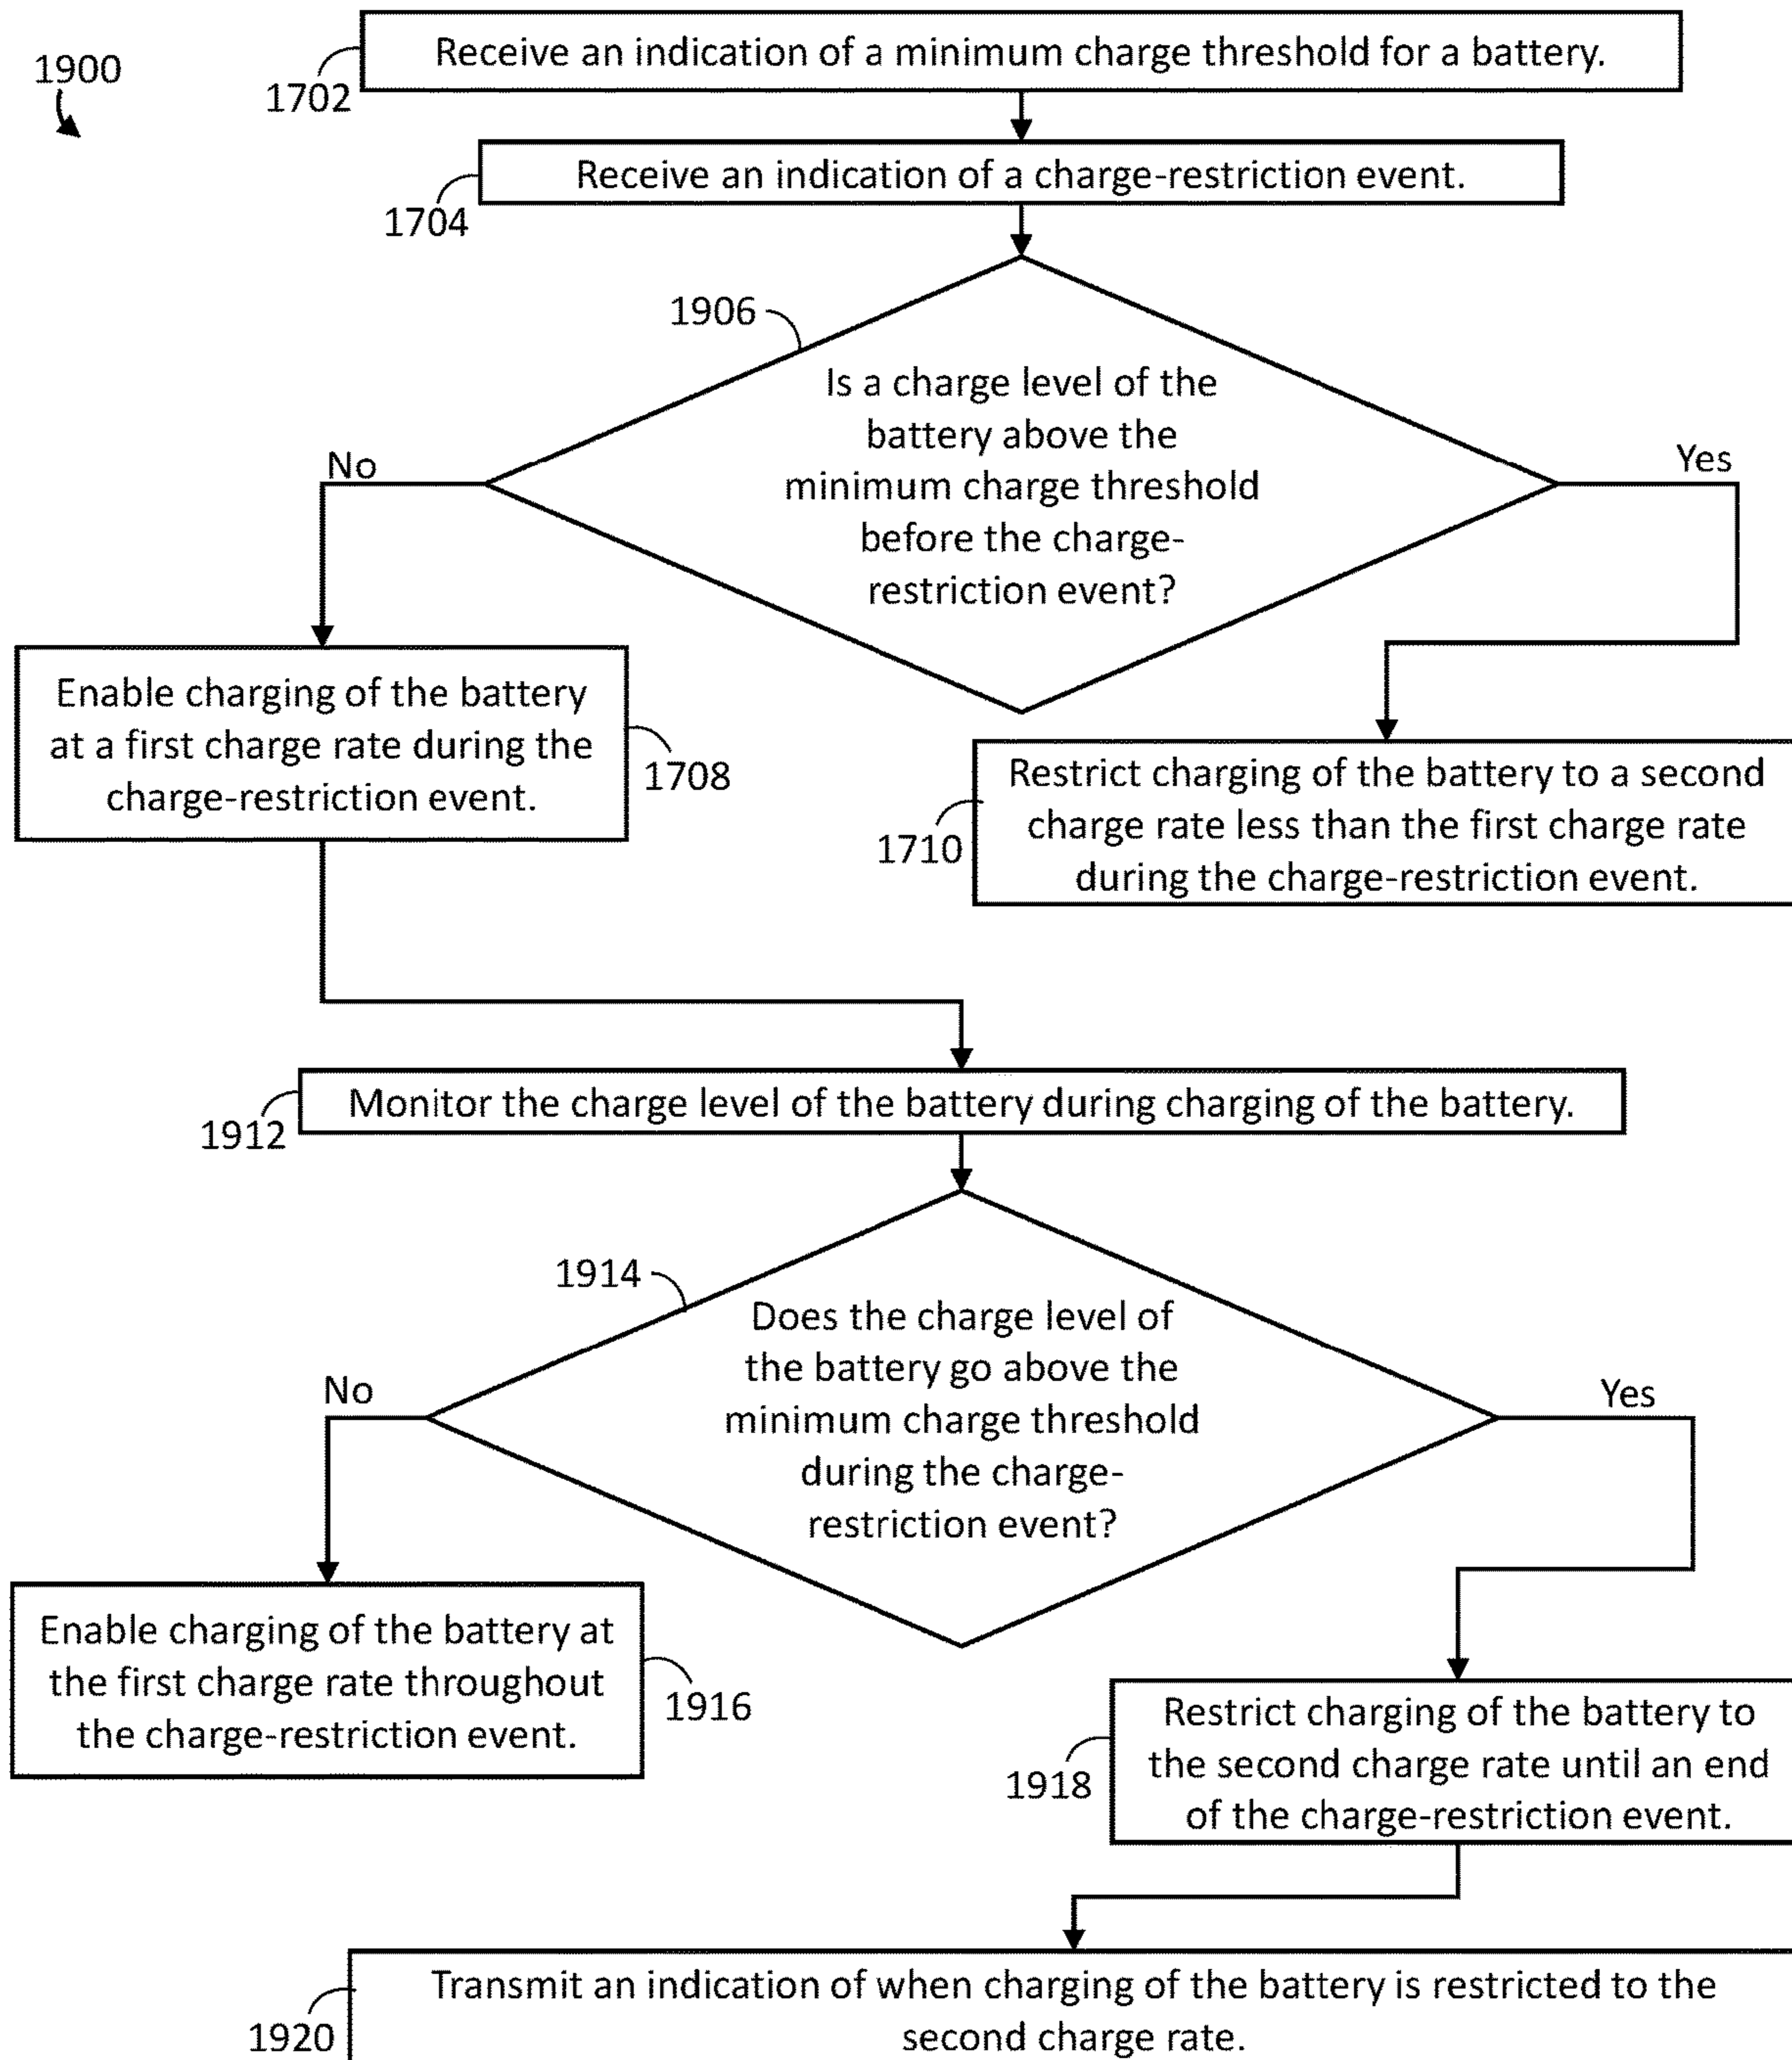 1900
Receive an indication of a minimum charge threshold for a battery.
1702
Receive an indication of a charge-restriction event.
1704
1906
Is a charge level of the
battery above the
minimum charge threshold
before the charge-
restriction event?
No
Yes
Enable charging of the battery
at a first charge rate during the
charge-restriction event.
1708
Restrict charging of the battery to a second
charge rate less than the first charge rate
during the charge-restriction event.
1710
Monitor the charge level of the battery during charging of the battery.
1912
1914
Does the charge level of
the battery go above the
minimum charge threshold
during the charge-
restriction event?
No
Yes
Enable charging of the battery at
the first charge rate throughout
the charge-restriction event.
1916
Restrict charging of the battery to
the second charge rate until an end
of the charge-restriction event.
1918
Transmit an indication of when charging of the battery is restricted to the
second charge rate.
1920